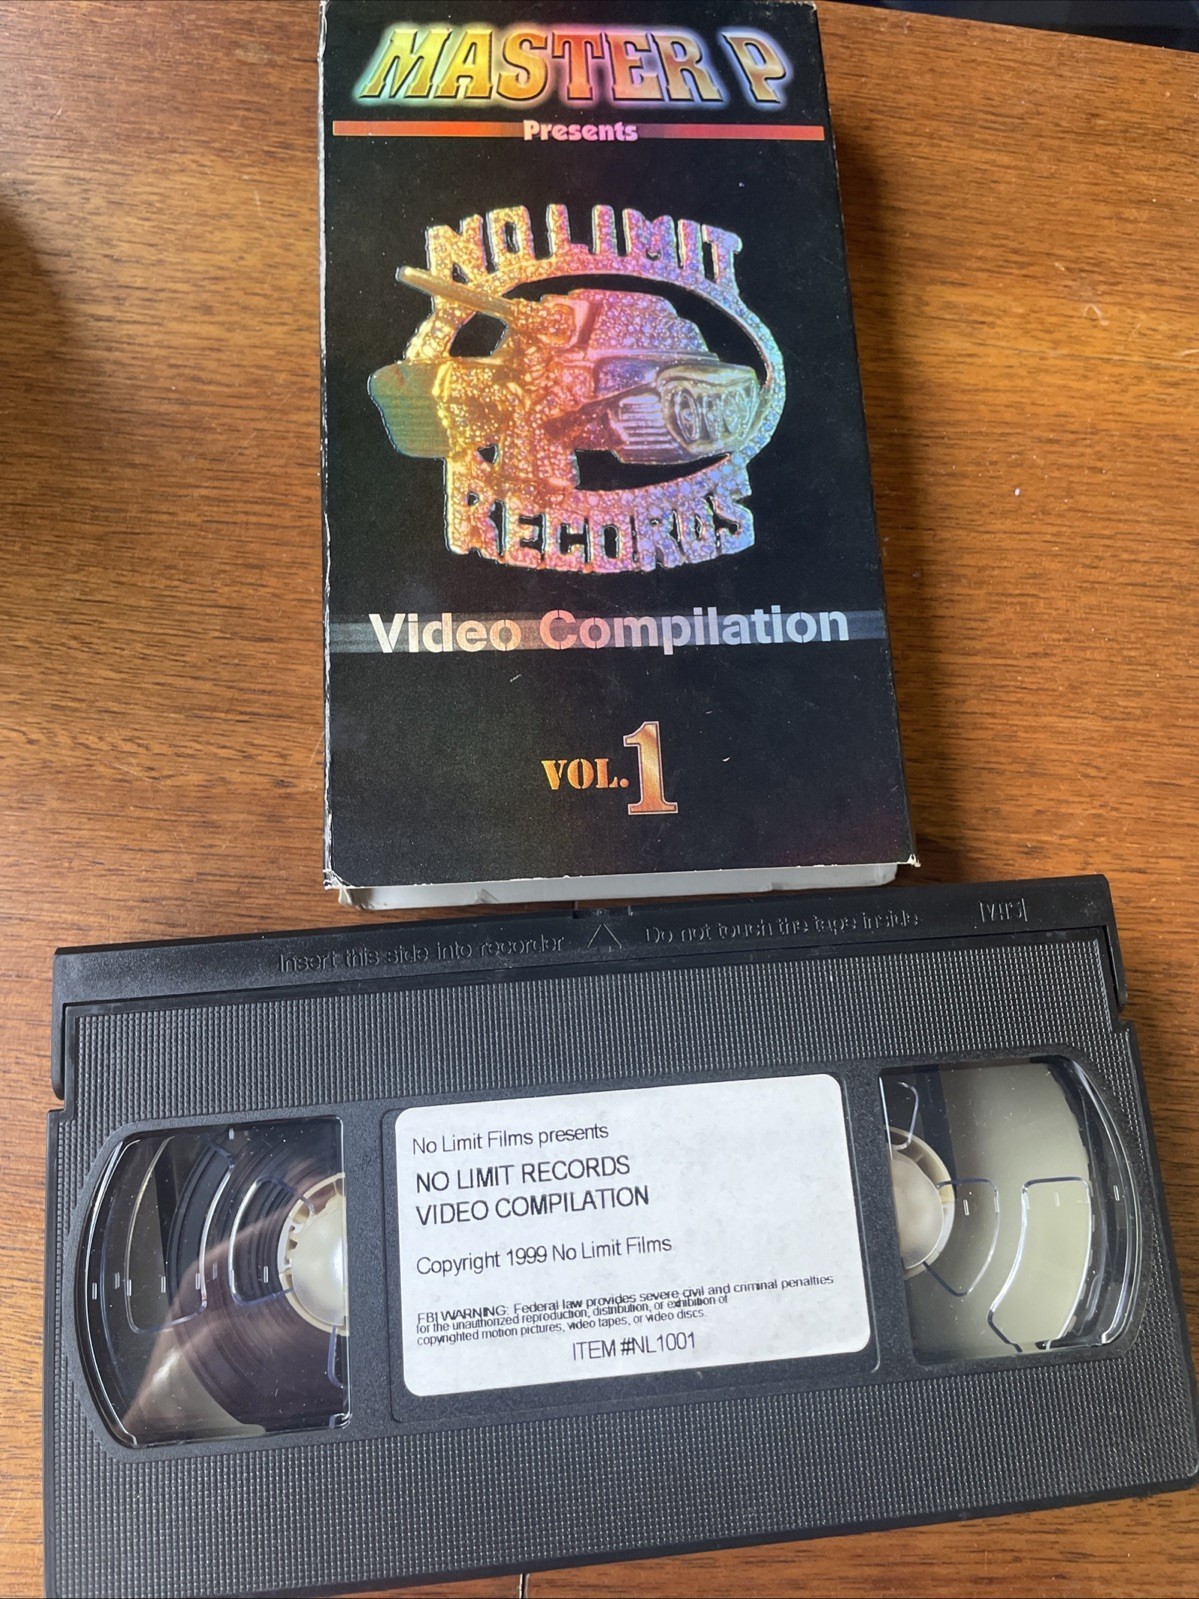 MASTER P
Presents
NO LIMIT
RECORDS
Video Compilation
VOL. 1
Insert this side into recorder Do not touch the tape inside VHS
No Limit Films presents
NO LIMIT RECORDS
VIDEO COMPILATION
Copyright 1999 No Limit Films
FBI WARNING: Federal law provides severe civil and criminal penalties
for the unauthorized reproduction, distribution, or exhibition of
copyrighted motion pictures, video tapes, or video discs.
ITEM #NL1001